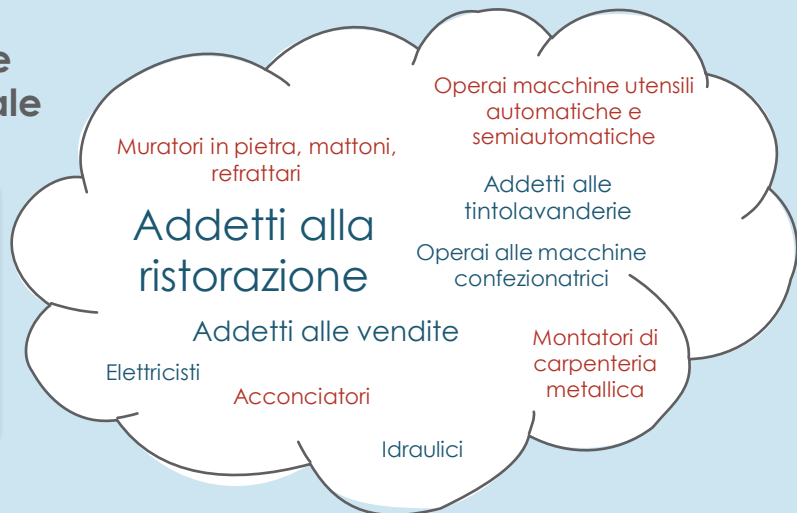 Operai macchine utensili
automatiche e
semiautomatiche
Muratori in pietra, mattoni,
refrattari
Addetti alle
tintolavanderie
Addetti alla
ristorazione
Operai alle macchine
confezionatrici
Addetti alle vendite
Montatori di
carpenteria
metallica
Elettricisti
Acconciatori
Idraulici